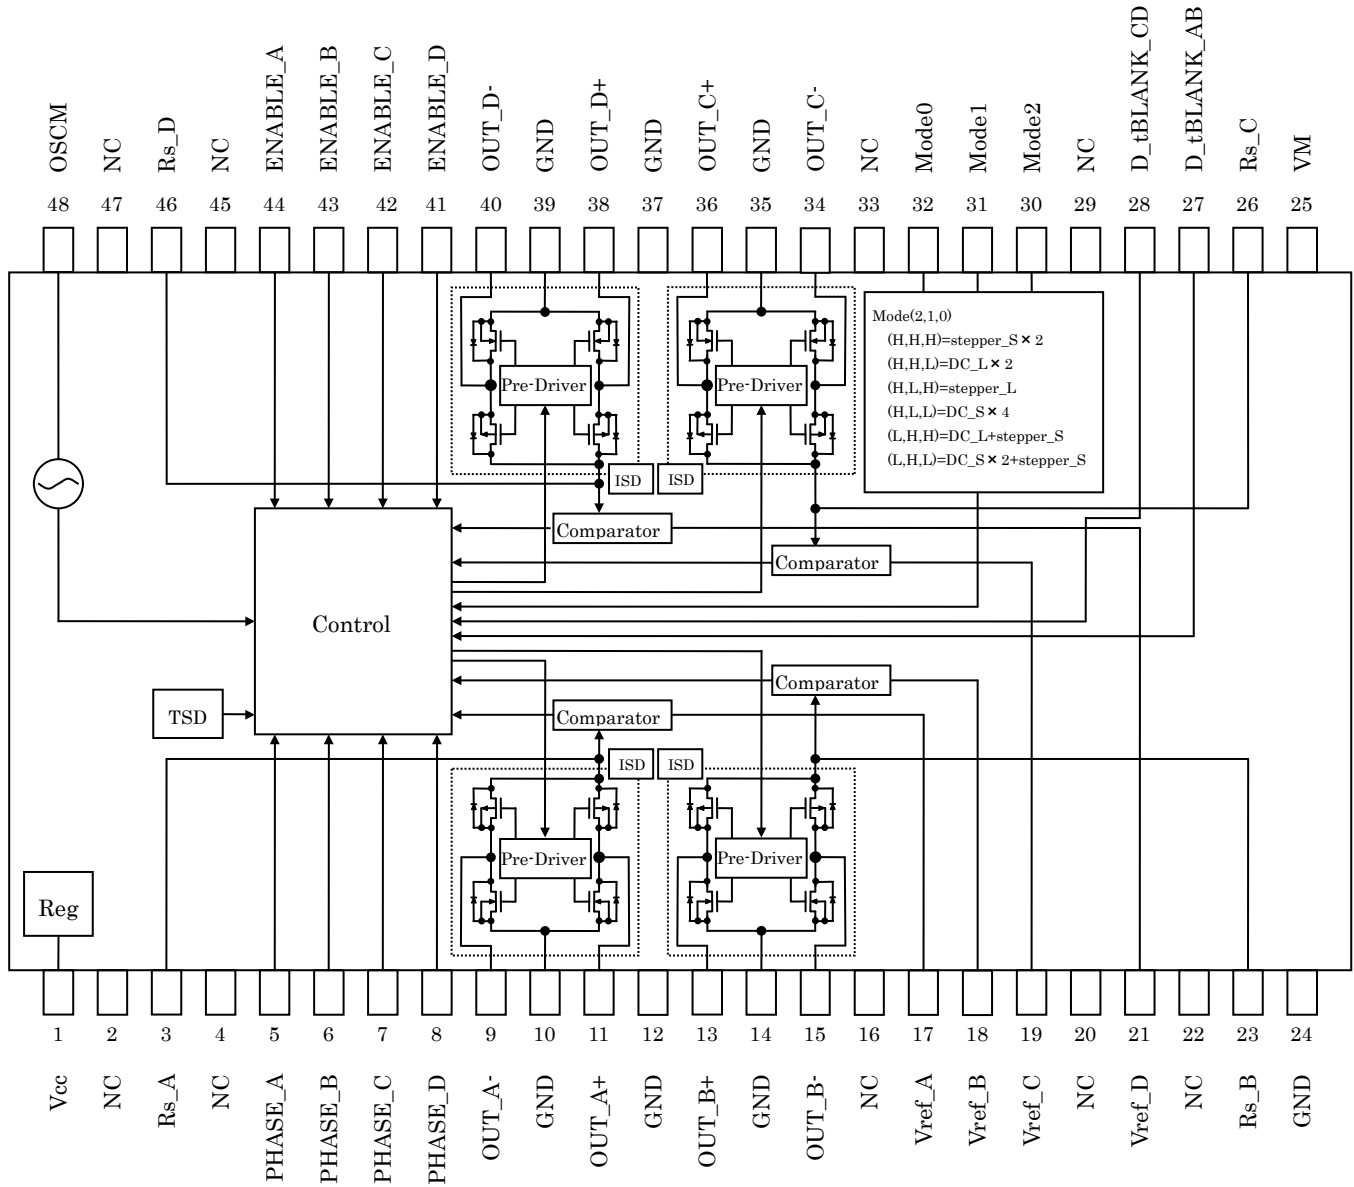 OSCM
NC
Rs_D
NC
ENABLE_A
ENABLE_B
ENABLE_C
ENABLE_D
OUT_D-
GND
OUT_D+
GND
OUT_C+
GND
OUT_C-
NC
Mode0
Mode1
Mode2
NC
D_tBLANK_CD
D_tBLANK_AB
Rs_C
VM
48 47 46 45 44 43 42 41 40 39 38 37 36 35 34 33 32 31 30 29 28 27 26 25
Mode(2,1,0)
(H,H,H)=stepper_S × 2
(H,H,L)=DC_L × 2
(H,L,H)=stepper_L
(H,L,L)=DC_S × 4
(L,H,H)=DC_L+stepper_S
(L,H,L)=DC_S × 2+stepper_S
Pre-Driver
Pre-Driver
ISD
ISD
Comparator
Comparator
Control
Comparator
TSD
Comparator
ISD
ISD
Pre-Driver
Pre-Driver
Reg
1 2 3 4 5 6 7 8 9 10 11 12 13 14 15 16 17 18 19 20 21 22 23 24
Vcc
NC
Rs_A
NC
PHASE_A
PHASE_B
PHASE_C
PHASE_D
OUT_A-
GND
OUT_A+
GND
OUT_B+
GND
OUT_B-
NC
Vref_A
Vref_B
Vref_C
NC
Vref_D
NC
Rs_B
GND